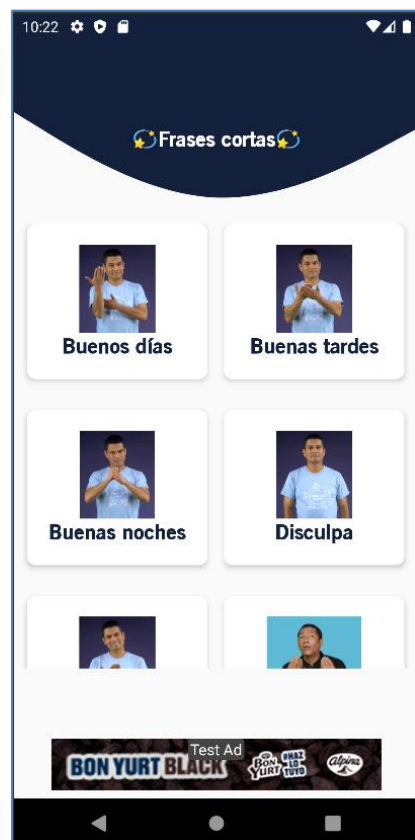 10:22
💫Frases cortas💫
Buenos días
Buenas tardes
Buenas noches
Disculpa
Test Ad
BON YURT BLACK
BON YURT
#HAZ LO TUYO
alpina